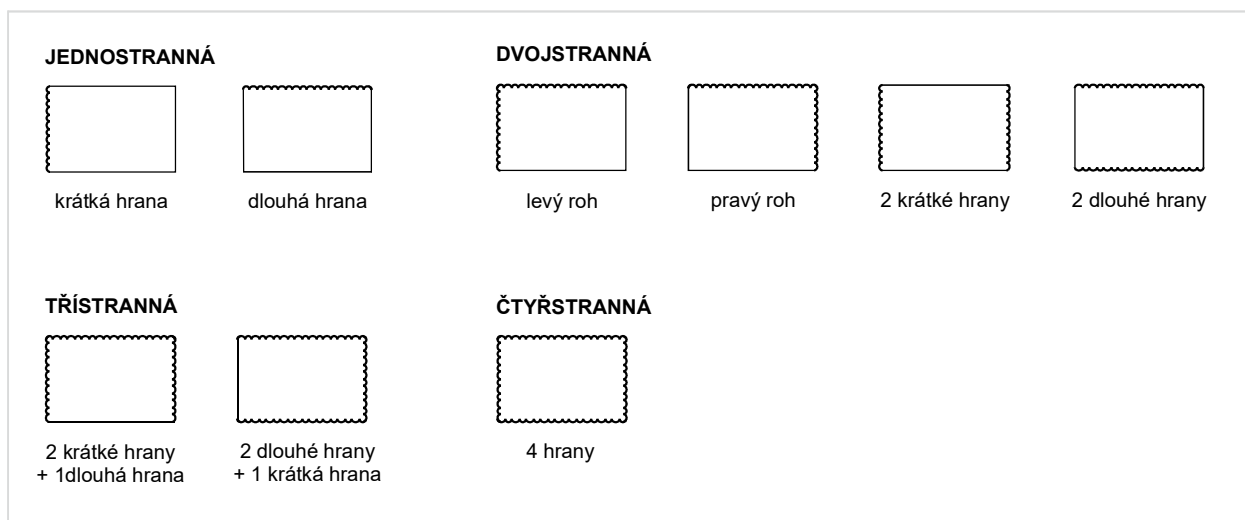 JEDNOSTRANNÁ
krátká hrana
dlouhá hrana
DVOJSTRANNÁ
levý roh
pravý roh
2 krátké hrany
2 dlouhé hrany
TŘÍSTRANNÁ
2 krátké hrany
+ 1dlouhá hrana
2 dlouhé hrany
+ 1 krátká hrana
ČTYŘSTRANNÁ
4 hrany